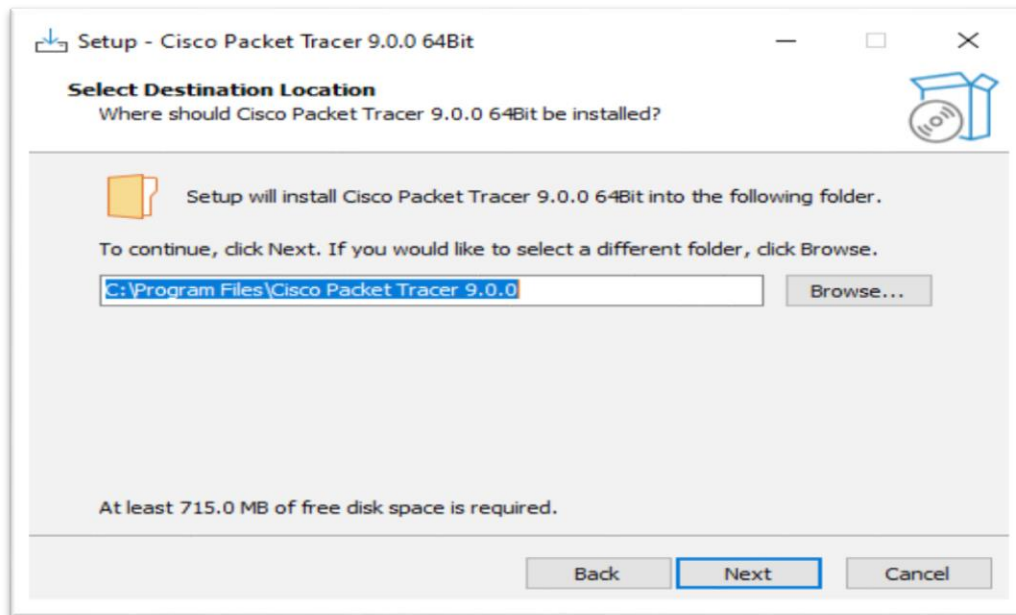 Setup - Cisco Packet Tracer 9.0.0 64Bit
Select Destination Location
Where should Cisco Packet Tracer 9.0.0 64Bit be installed?
Setup will install Cisco Packet Tracer 9.0.0 64Bit into the following folder.
To continue, click Next. If you would like to select a different folder, click Browse.
C:\Program Files\Cisco Packet Tracer 9.0.0
Browse...
At least 715.0 MB of free disk space is required.
Back
Next
Cancel